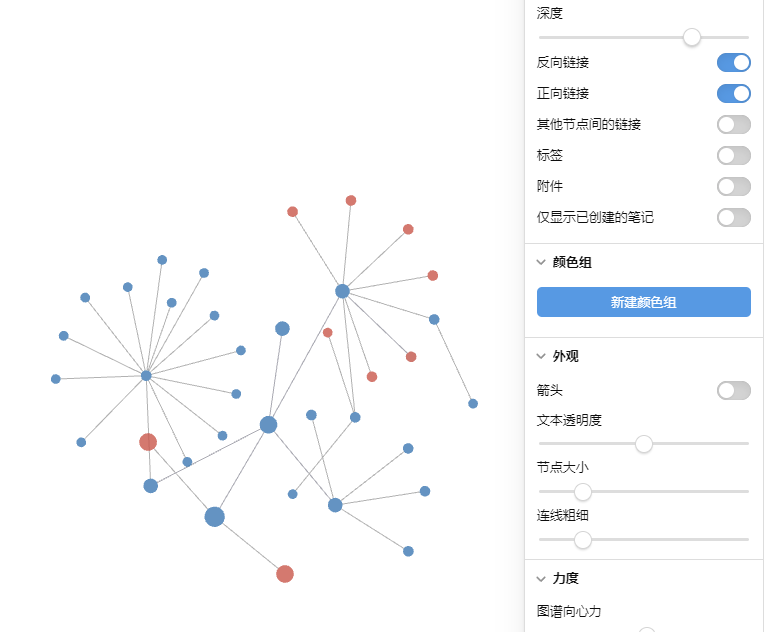 深度
反向链接
正向链接
其他节点间的链接
标签
附件
仅显示已创建的笔记
颜色组
新建颜色组
外观
箭头
文本透明度
节点大小
连线粗细
力度
图谱向心力